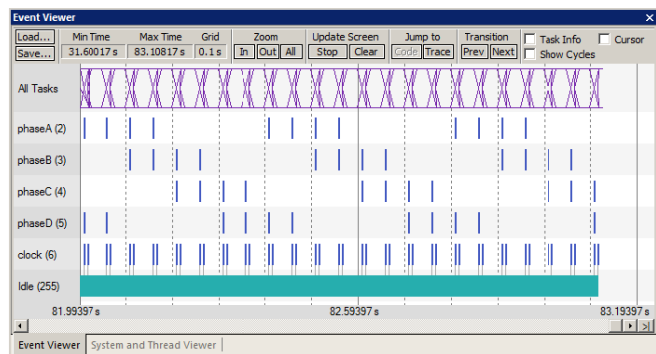 Event Viewer
Load... Min Time Max Time Grid Zoom Update Screen Jump to Transition Task Info Cursor
Save... 31.60017 s 83.10817 s 0.1 s In Out All Stop Clear Code Trace Prev Next Show Cycles
All Tasks
phaseA (2)
phaseB (3)
phaseC (4)
phaseD (5)
clock (6)
Idle (255)
81.99397 s 82.59397 s 83.19397 s
Event Viewer System and Thread Viewer